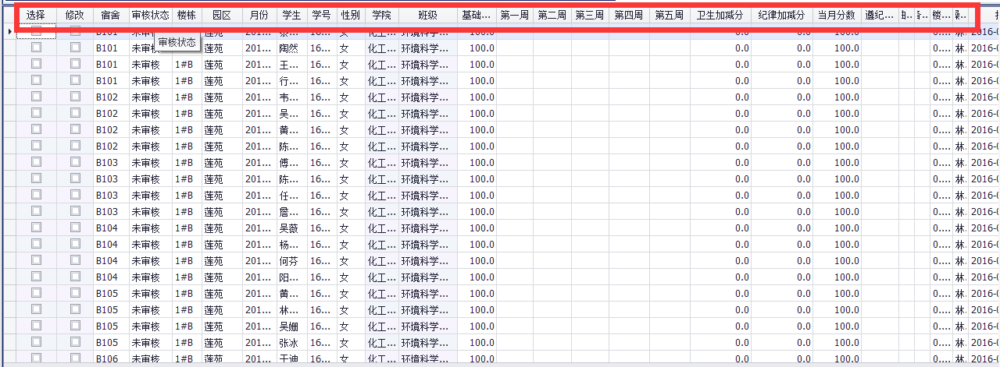 选择 修改 宿舍 审核状态 楼栋 园区 月份 学生 学号 性别 学院 班级 基础... 第一周 第二周 第三周 第四周 第五周 卫生加减分 纪律加减分 当月分数 遵纪... 楼...
B101 未审... 莲苑 201... 袁... 16... 女 化工... 环境科学... 100.0 0.0 0.0 100.0 0.... 林. 2016-0
审核状态
B101 未审核 莲苑 201... 陶然 16... 女 化工... 环境科学... 100.0 0.0 0.0 100.0 0.... 林. 2016-0
B101 未审核 1#B 莲苑 201... 王... 16... 女 化工... 环境科学... 100.0 0.0 0.0 100.0 0.... 林. 2016-0
B101 未审核 1#B 莲苑 201... 行... 16... 女 化工... 环境科学... 100.0 0.0 0.0 100.0 0.... 林. 2016-0
B102 未审核 1#B 莲苑 201... 韦... 16... 女 化工... 环境科学... 100.0 0.0 0.0 100.0 0.... 林. 2016-0
B102 未审核 1#B 莲苑 201... 吴... 16... 女 化工... 环境科学... 100.0 0.0 0.0 100.0 0.... 林. 2016-0
B102 未审核 1#B 莲苑 201... 黄... 16... 女 化工... 环境科学... 100.0 0.0 0.0 100.0 0.... 林. 2016-0
B102 未审核 1#B 莲苑 201... 陈... 16... 女 化工... 环境科学... 100.0 0.0 0.0 100.0 0.... 林. 2016-0
B103 未审核 1#B 莲苑 201... 傅... 16... 女 化工... 环境科学... 100.0 0.0 0.0 100.0 0.... 林. 2016-0
B103 未审核 1#B 莲苑 201... 陈... 16... 女 化工... 环境科学... 100.0 0.0 0.0 100.0 0.... 林. 2016-0
B103 未审核 1#B 莲苑 201... 任... 16... 女 化工... 环境科学... 100.0 0.0 0.0 100.0 0.... 林. 2016-0
B103 未审核 1#B 莲苑 201... 詹... 16... 女 化工... 环境科学... 100.0 0.0 0.0 100.0 0.... 林. 2016-0
B104 未审核 1#B 莲苑 201... 吴薇 16... 女 化工... 环境科学... 100.0 0.0 0.0 100.0 0.... 林. 2016-0
B104 未审核 1#B 莲苑 201... 杨... 16... 女 化工... 环境科学... 100.0 0.0 0.0 100.0 0.... 林. 2016-0
B104 未审核 1#B 莲苑 201... 何芬 16... 女 化工... 环境科学... 100.0 0.0 0.0 100.0 0.... 林. 2016-0
B104 未审核 1#B 莲苑 201... 阳... 16... 女 化工... 环境科学... 100.0 0.0 0.0 100.0 0.... 林. 2016-0
B105 未审核 1#B 莲苑 201... 黄... 16... 女 化工... 环境科学... 100.0 0.0 0.0 100.0 0.... 林. 2016-0
B105 未审核 1#B 莲苑 201... 林... 16... 女 化工... 环境科学... 100.0 0.0 0.0 100.0 0.... 林. 2016-0
B105 未审核 1#B 莲苑 201... 吴姗 16... 女 化工... 环境科学... 100.0 0.0 0.0 100.0 0.... 林. 2016-0
B105 未审核 1#B 莲苑 201... 张冰 16... 女 化工... 环境科学... 100.0 0.0 0.0 100.0 0.... 林. 2016-0
B106 未审核 1#B 莲苑 201... 于迪 16... 女 化工... 环境科学... 100.0 0.0 0.0 100.0 0.... 林. 2016-0